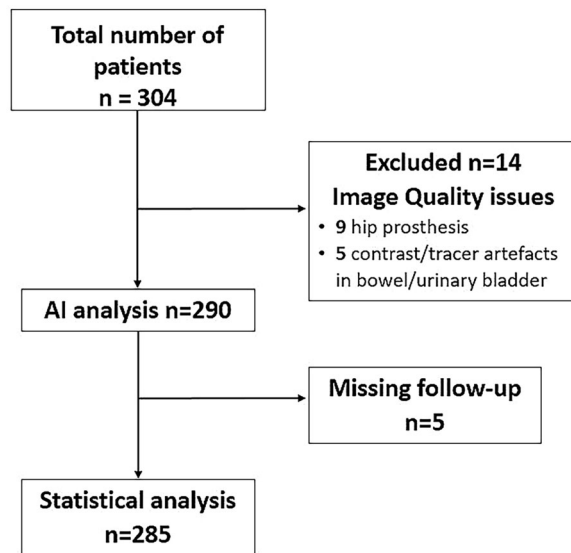 Total number of
patients
n = 304
Excluded n=14
Image Quality issues
• 9 hip prosthesis
• 5 contrast/tracer artefacts
in bowel/urinary bladder
AI analysis n=290
Missing follow-up
n=5
Statistical analysis
n=285